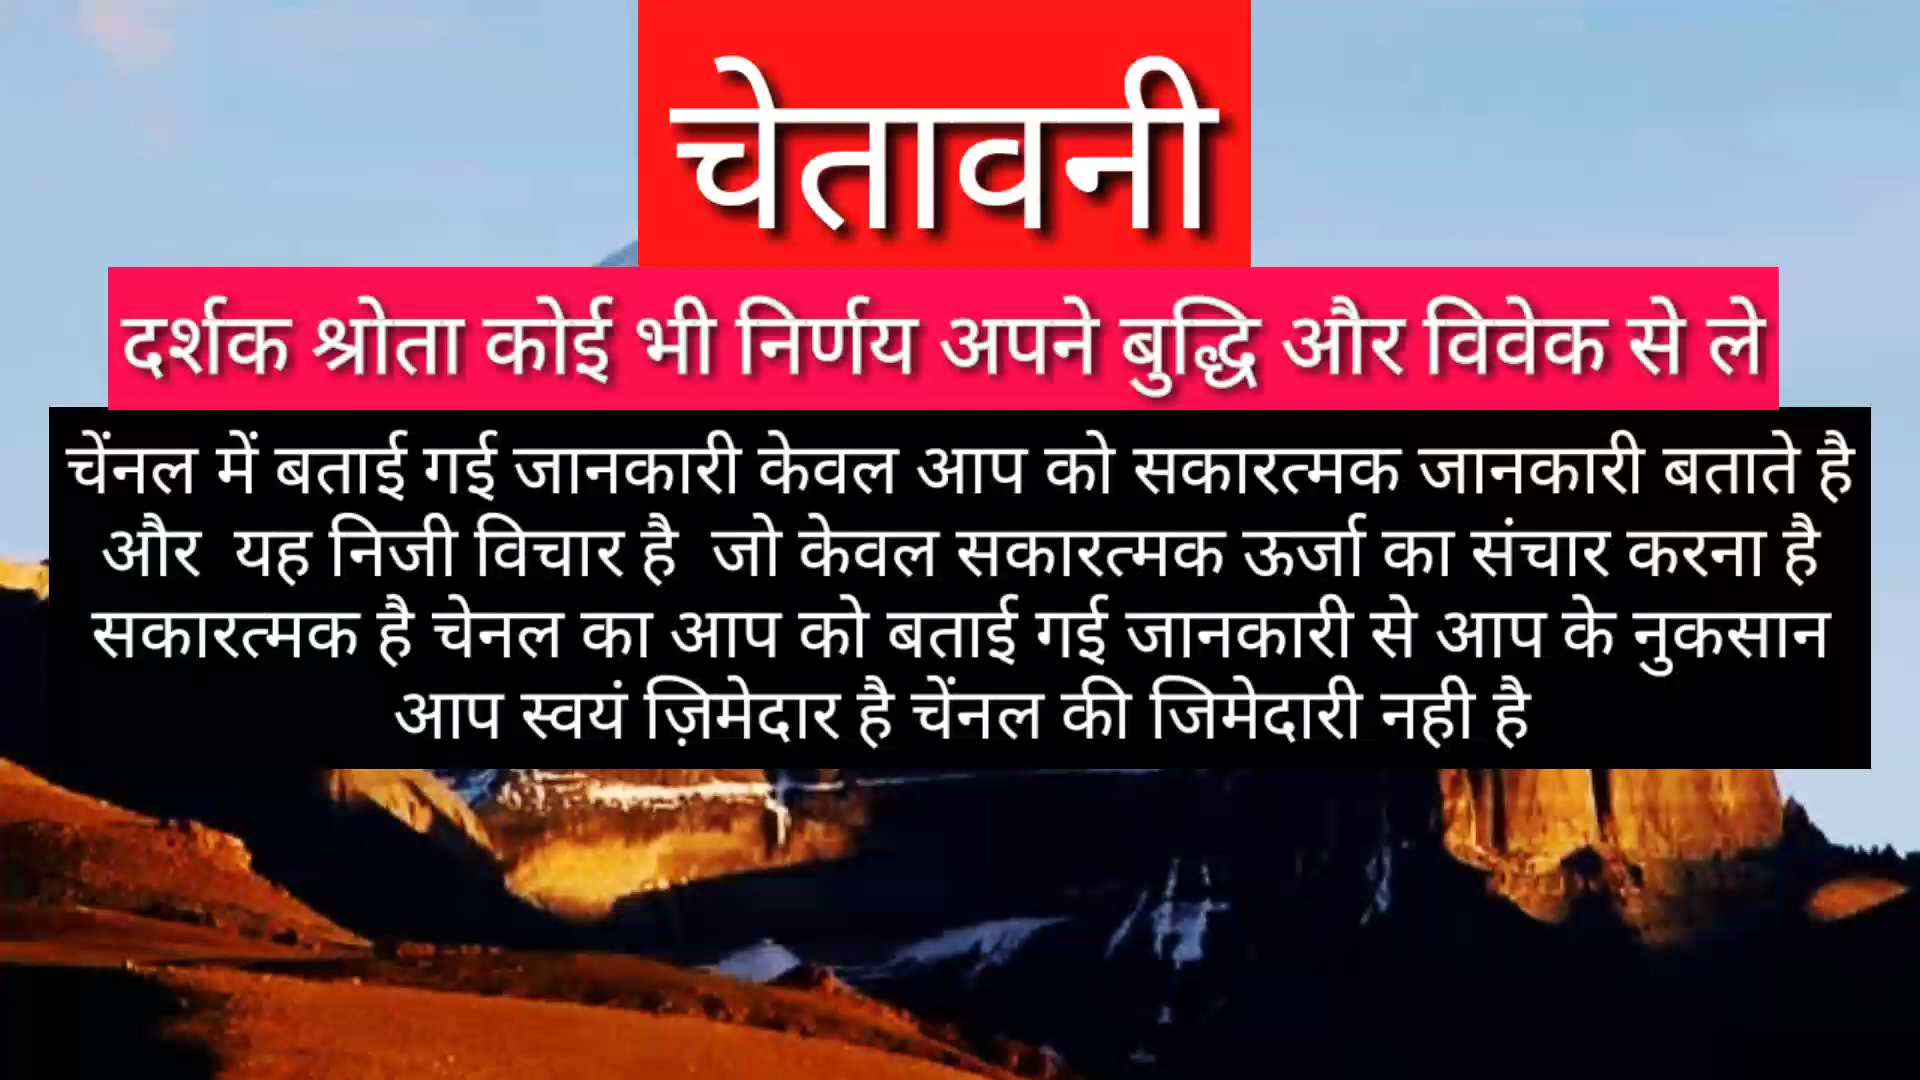 चेतावनी
दर्शक श्रोता कोई भी निर्णय अपने बुद्धि और विवेक से ले
चेंनल में बताई गई जानकारी केवल आप को सकारत्मक जानकारी बताते है
और यह निजी विचार है जो केवल सकारत्मक ऊर्जा का संचार करना है
सकारत्मक है चेनल का आप को बताई गई जानकारी से आप के नुकसान
आप स्वयं ज़िमेदार है चेंनल की जिमेदारी नही है